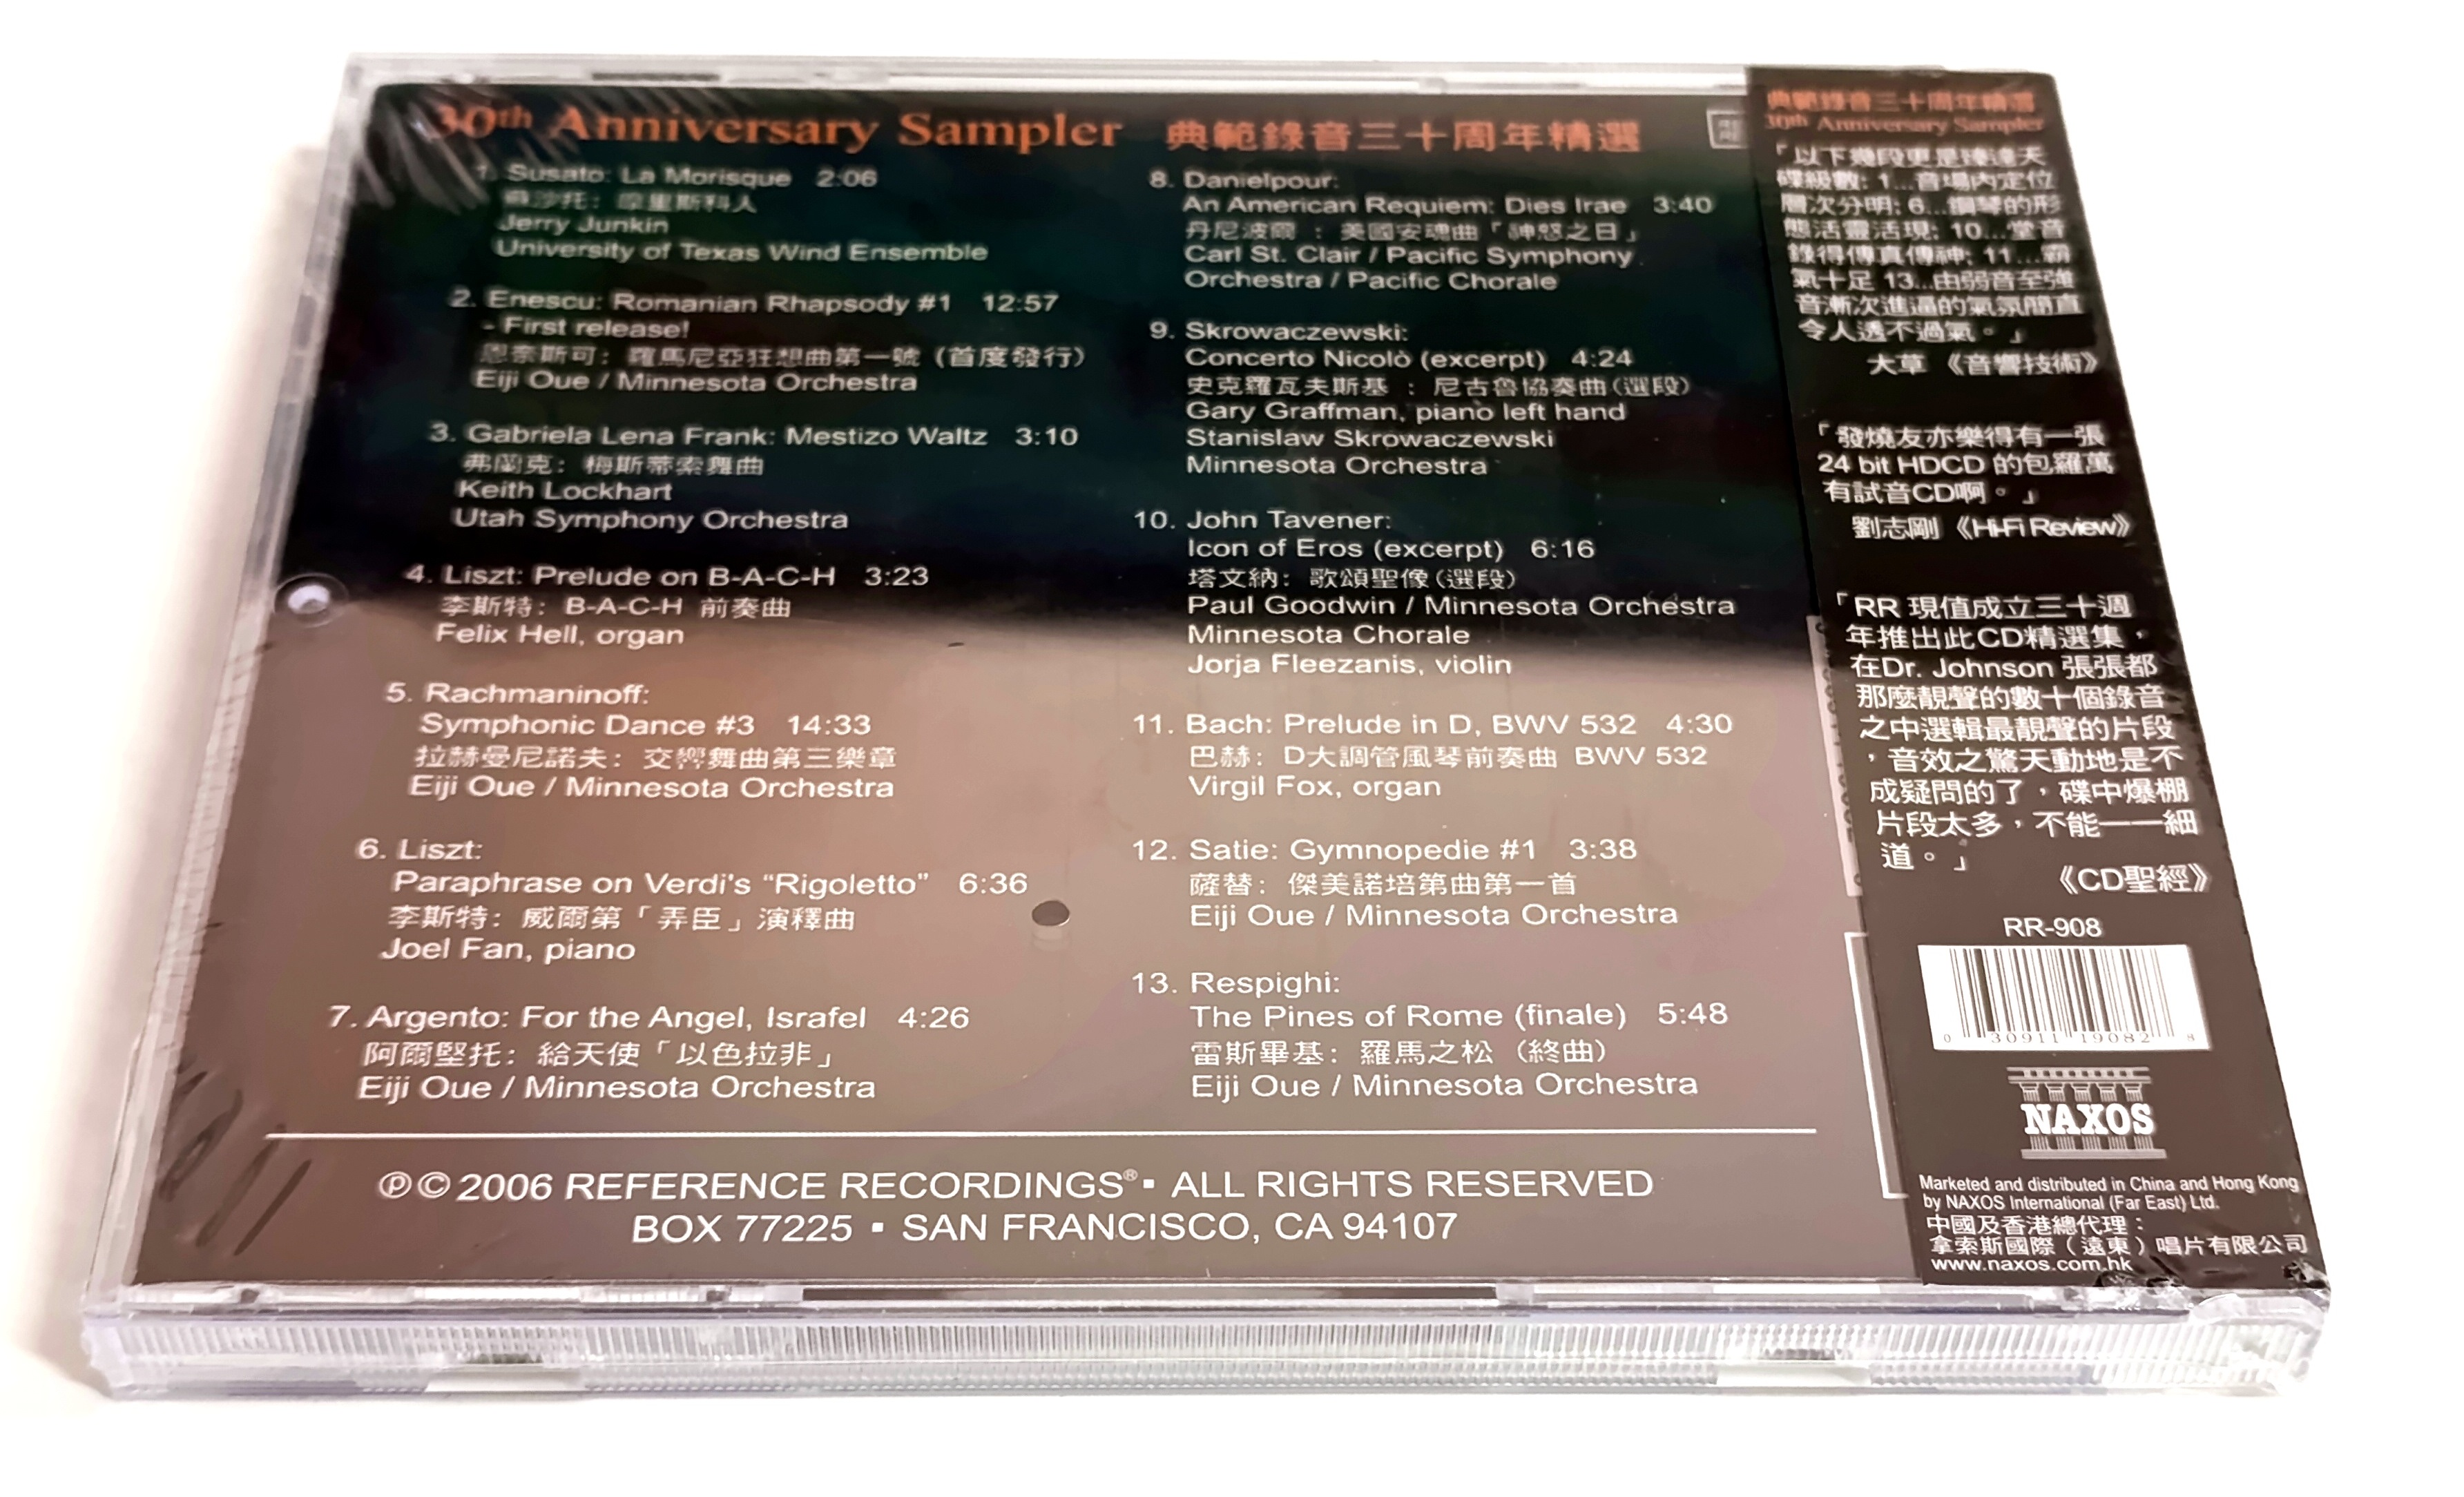 30th Anniversary Sampler 典範錄音三十周年精選
1. Susato: La Morisque 2:06
蘇沙托：摩里斯科人
Jerry Junkin
University of Texas Wind Ensemble
2. Enescu: Romanian Rhapsody #1 12:57
- First release!
恩奈斯可：羅馬尼亞狂想曲第一號（首度發行）
Eiji Oue / Minnesota Orchestra
3. Gabriela Lena Frank: Mestizo Waltz 3:10
弗蘭克：梅斯蒂索舞曲
Keith Lockhart
Utah Symphony Orchestra
4. Liszt: Prelude on B-A-C-H 3:23
李斯特：B-A-C-H 前奏曲
Felix Hell, organ
5. Rachmaninoff:
Symphonic Dance #3 14:33
拉赫曼尼諾夫：交響舞曲第三樂章
Eiji Oue / Minnesota Orchestra
6. Liszt:
Paraphrase on Verdi's “Rigoletto” 6:36
李斯特：威爾第「弄臣」演釋曲
Joel Fan, piano
7. Argento: For the Angel, Israfel 4:26
阿爾堅托：給天使「以色拉非」
Eiji Oue / Minnesota Orchestra
8. Danielpour:
An American Requiem: Dies Irae 3:40
丹尼波爾：美國安魂曲「神怒之日」
Carl St. Clair / Pacific Symphony
Orchestra / Pacific Chorale
9. Skrowaczewski:
Concerto Nicolò (excerpt) 4:24
史克羅瓦夫斯基：尼古魯協奏曲(選段)
Gary Graffman, piano left hand
Stanislaw Skrowaczewski
Minnesota Orchestra
10. John Tavener:
Icon of Eros (excerpt) 6:16
塔文納：歌頌聖像(選段)
Paul Goodwin / Minnesota Orchestra
Minnesota Chorale
Jorja Fleezanis, violin
11. Bach: Prelude in D, BWV 532 4:30
巴赫：D大調管風琴前奏曲 BWV 532
Virgil Fox, organ
12. Satie: Gymnopedie #1 3:38
薩替：傑美諾培第曲第一首
Eiji Oue / Minnesota Orchestra
13. Respighi:
The Pines of Rome (finale) 5:48
雷斯畢基：羅馬之松（終曲）
Eiji Oue / Minnesota Orchestra
℗©2006 REFERENCE RECORDINGS®▪ ALL RIGHTS RESERVED
BOX 77225 ▪ SAN FRANCISCO, CA 94107
典範錄音三十周年精選
30th Anniversary Sampler
「以下幾段更是臻達天
碟級數: 1...音場內定位
層次分明; 6...鋼琴的形
態活靈活現; 10...堂音
錄得傳真傳神; 11...霸
氣十足 13...由弱音至強
音漸次進逼的氣氛簡直
令人透不過氣。」
大草《音響技術》
「發燒友亦樂得有一張
24 bit HDCD 的包羅萬
有試音CD啊。」
劉志剛《Hi-Fi Review》
「RR 現值成立三十週
年推出此CD精選集，
在Dr. Johnson 張張都
那麼靚聲的數十個錄音
之中選輯最靚聲的片段
，音效之驚天動地是不
成疑問的了，碟中爆棚
片段太多，不能一一細
道。」
《CD聖經》
RR-908
0 30911 19082 8
NAXOS
Marketed and distributed in China and Hong Kong
by NAXOS International (Far East) Ltd.
中國及香港總代理：
拿索斯國際（遠東）唱片有限公司
www.naxos.com.hk